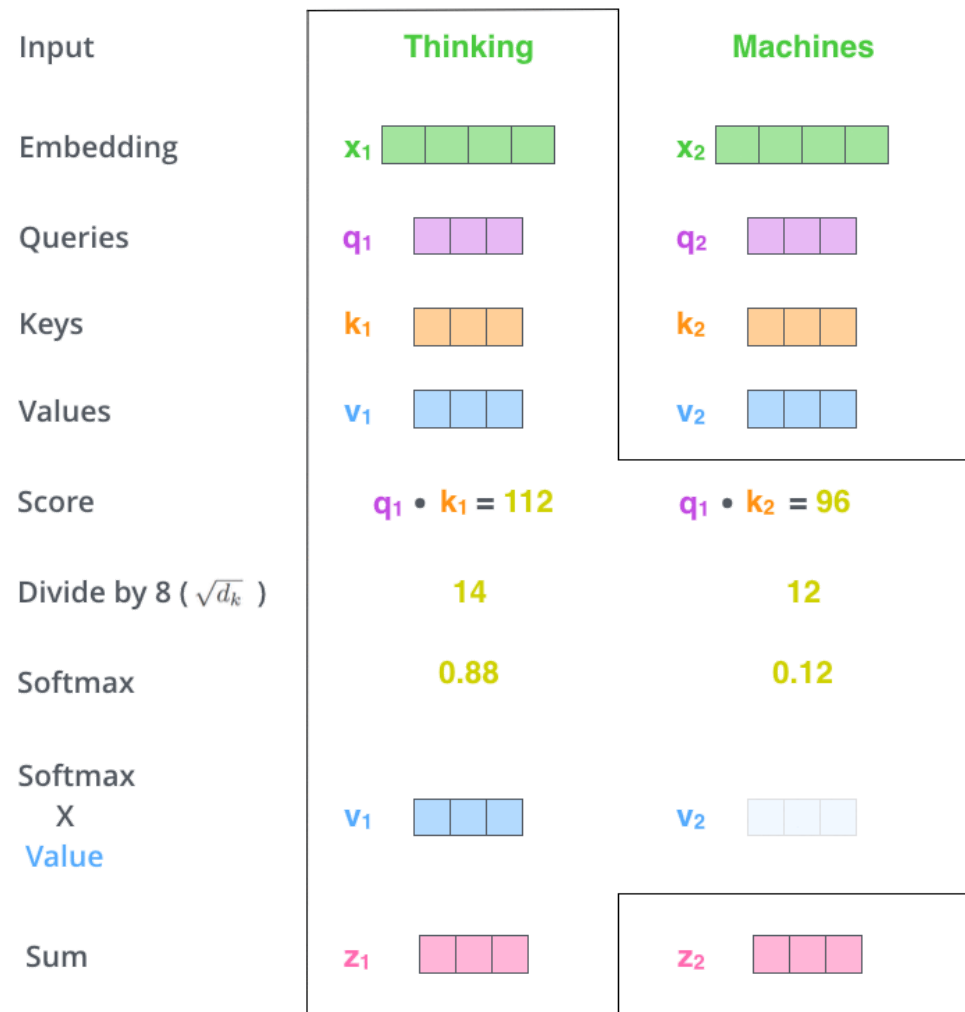 Input Thinking Machines
Embedding x₁ x₂
Queries q₁ q₂
Keys k₁ k₂
Values v₁ v₂
Score q₁ • k₁ = 112 q₁ • k₂ = 96
Divide by 8 ( √dₖ ) 14 12
Softmax 0.88 0.12
Softmax
X
Value
v₁ v₂
Sum z₁ z₂